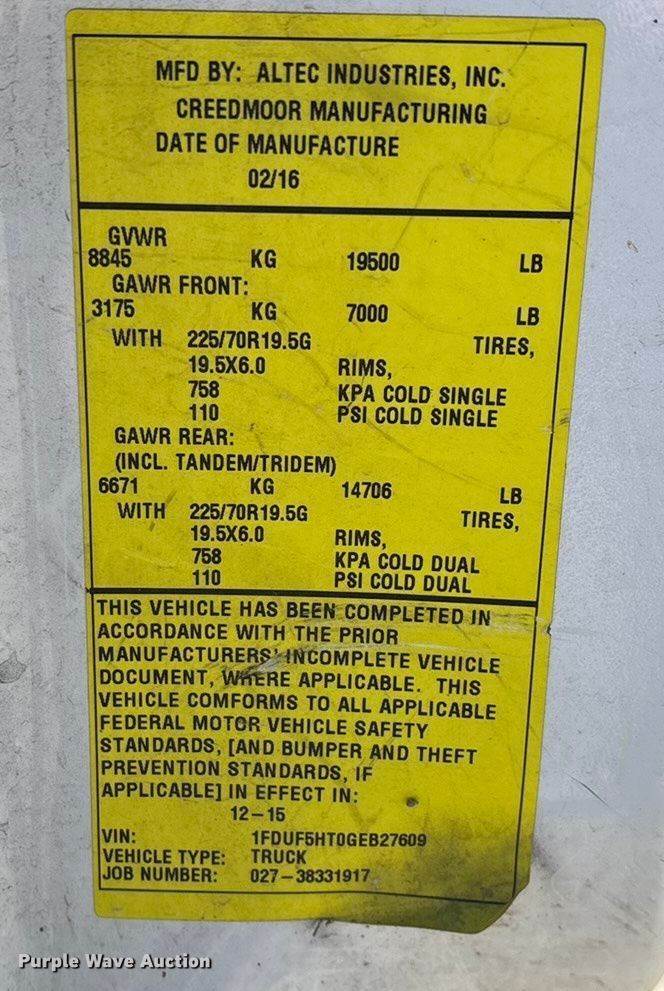 MFD BY: ALTEC INDUSTRIES, INC.
CREEDMOOR MANUFACTURING
DATE OF MANUFACTURE
02/16
GVWR
8845 KG 19500 LB
GAWR FRONT:
3175 KG 7000 LB
WITH 225/70R19.5G TIRES,
19.5X6.0 RIMS,
758 KPA COLD SINGLE
110 PSI COLD SINGLE
GAWR REAR:
(INCL. TANDEM/TRIDEM)
6671 KG 14706 LB
WITH 225/70R19.5G TIRES,
19.5X6.0 RIMS,
758 KPA COLD DUAL
110 PSI COLD DUAL
THIS VEHICLE HAS BEEN COMPLETED IN
ACCORDANCE WITH THE PRIOR
MANUFACTURERS' INCOMPLETE VEHICLE
DOCUMENT, WHERE APPLICABLE. THIS
VEHICLE COMFORMS TO ALL APPLICABLE
FEDERAL MOTOR VEHICLE SAFETY
STANDARDS, [AND BUMPER AND THEFT
PREVENTION STANDARDS, IF
APPLICABLE] IN EFFECT IN:
12-15
VIN: 1FDUF5HT0GEB27609
VEHICLE TYPE: TRUCK
JOB NUMBER: 027-38331917
Purple Wave Auction